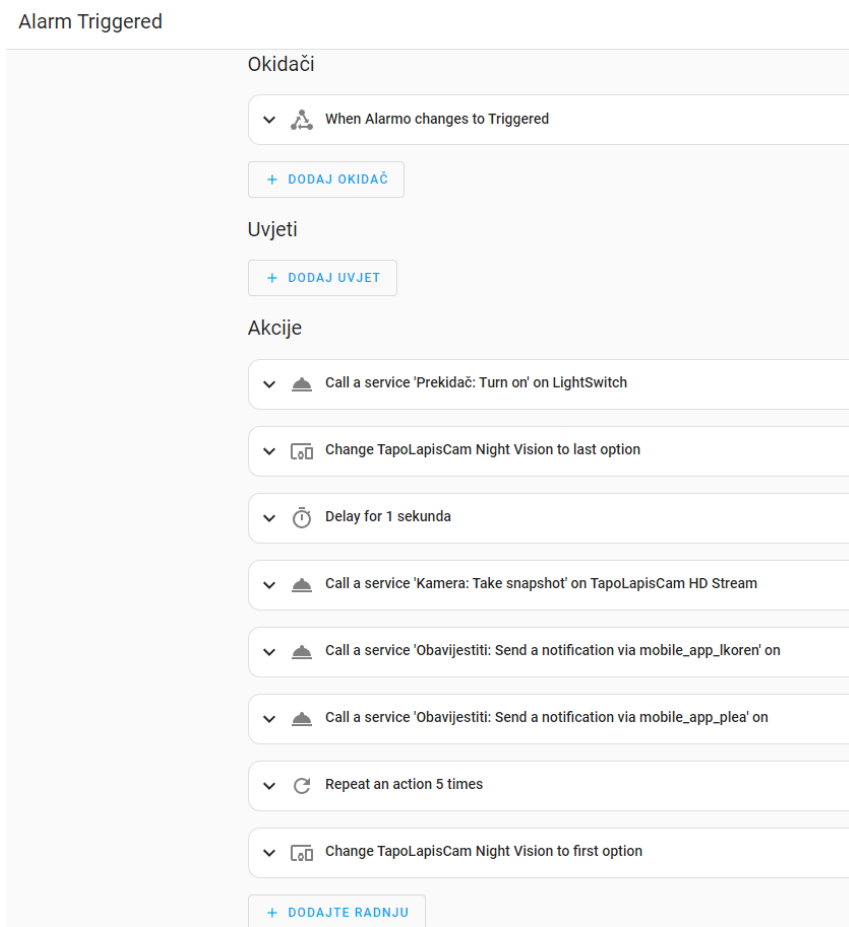 Alarm Triggered
Okidači
When Alarmo changes to Triggered
+ DODAJ OKIDAČ
Uvjeti
+ DODAJ UVJET
Akcije
Call a service 'Prekidač: Turn on' on LightSwitch
Change TapoLapisCam Night Vision to last option
Delay for 1 sekunda
Call a service 'Kamera: Take snapshot' on TapoLapisCam HD Stream
Call a service 'Obavijestiti: Send a notification via mobile_app_lkoren' on
Call a service 'Obavijestiti: Send a notification via mobile_app_plea' on
Repeat an action 5 times
Change TapoLapisCam Night Vision to first option
+ DODAJTE RADNJU